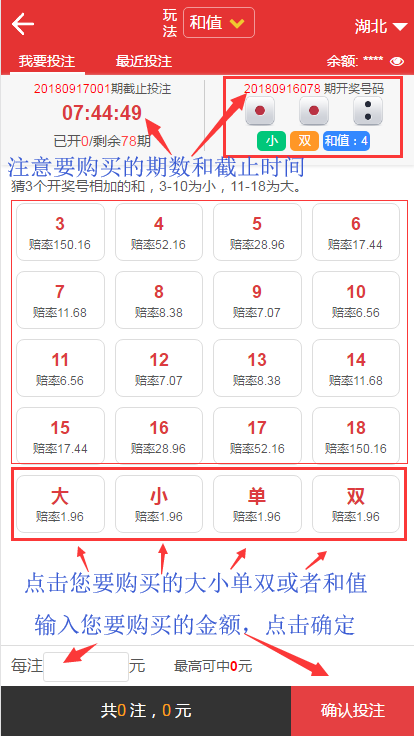 玩法 和值
湖北
我要投注 最近投注 余额: ****
20180917001期截止投注
07:44:49
已开0/剩余78期
20180916078 期开奖号码
小 双 和值：4
注意要购买的期数和截止时间
猜3个开奖号相加的和，3-10为小，11-18为大。
3 4 5 6
赔率150.16 赔率52.16 赔率28.96 赔率17.44
7 8 9 10
赔率11.68 赔率8.38 赔率7.07 赔率6.56
11 12 13 14
赔率6.56 赔率7.07 赔率8.38 赔率11.68
15 16 17 18
赔率17.44 赔率28.96 赔率52.16 赔率150.16
大 小 单 双
赔率1.96 赔率1.96 赔率1.96 赔率1.96
点击您要购买的大小单双或者和值
输入您要购买的金额，点击确定
每注 元 最高可中0元
共0 注，0 元 确认投注